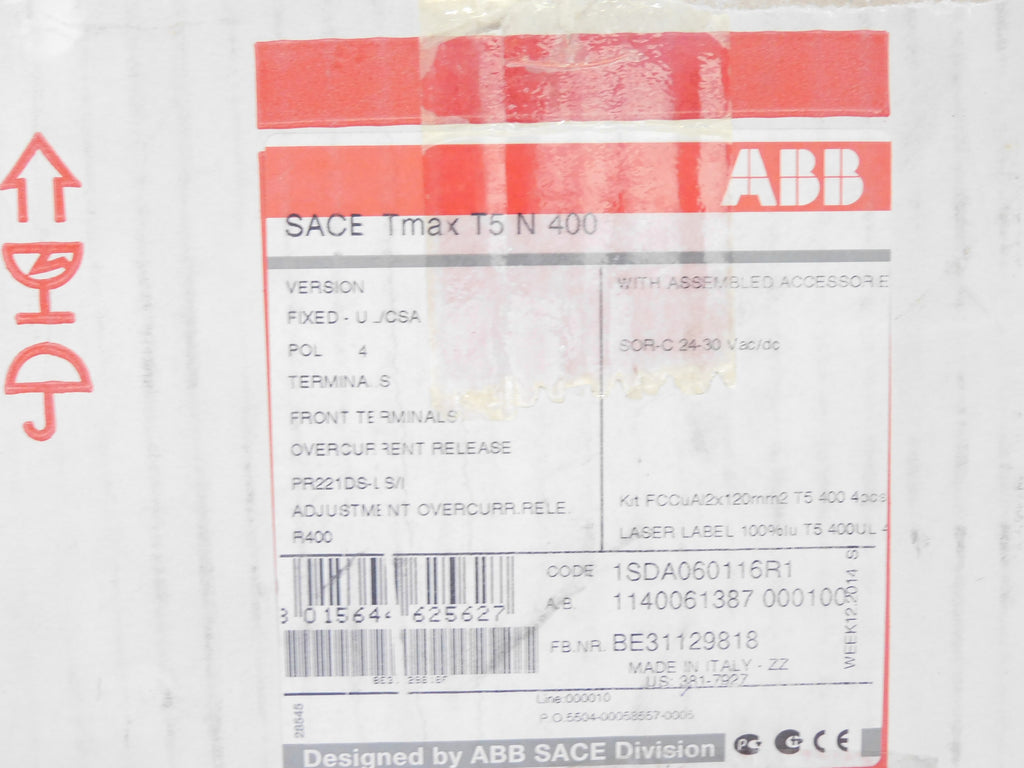 ABB
SACE Tmax T5 N 400
VERSION
FIXED - UL/CSA
POL 4
TERMINALS
FRONT TERMINALS
OVERCURRENT RELEASE
PR221DS-LS/I
ADJUSTMENT OVERCURR.RELE.
R400
WITH ASSEMBLED ACCESSORIE
SOR-C 24-30 Vac/dc
Kit FCCuAl2x120mm2 T5 400 4pcs
LASER LABEL 100%Iu T5 400UL 4
CODE 1SDA060116R1
A.B. 1140061387 000100
FB.NR. BE31129818
MADE IN ITALY - ZZ
US: 381-7927
WEEK12.2014 S
8 015644 625627
Line:000010
P.O.5504-00058557-0005
28545
Designed by ABB SACE Division
CE